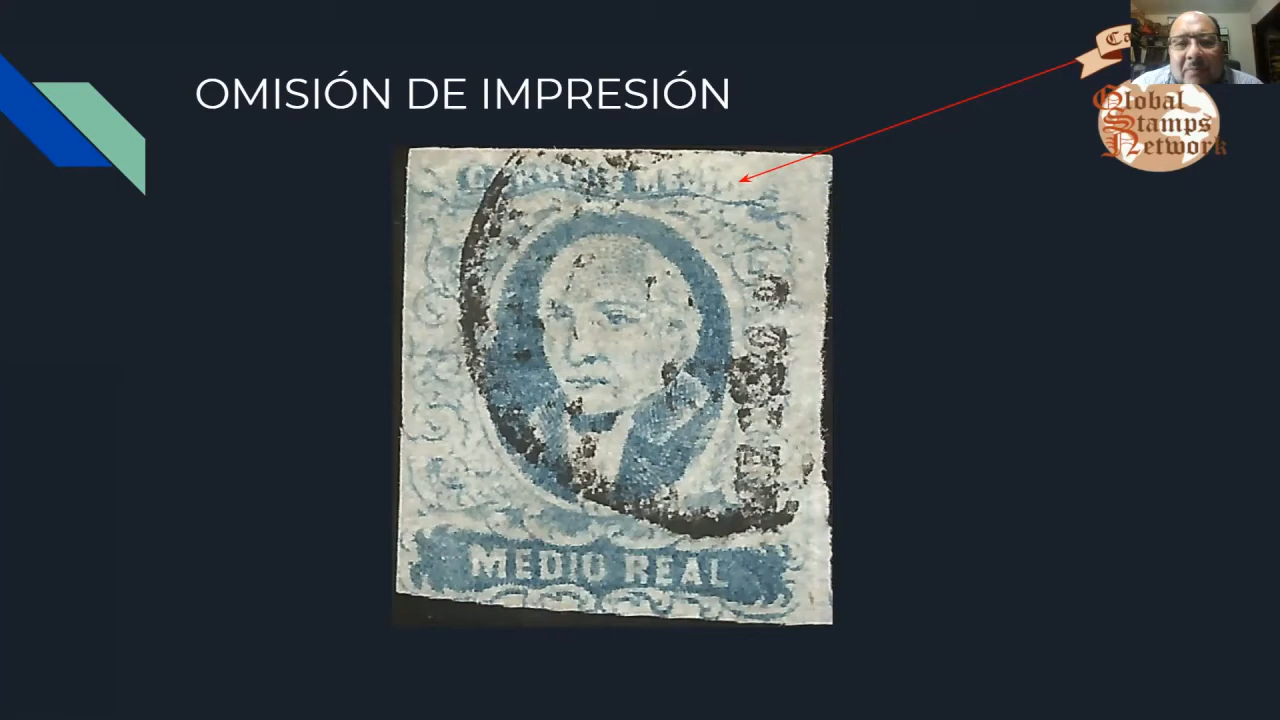 OMISIÓN DE IMPRESIÓN
Global
Stamps
Network
MEDIO REAL